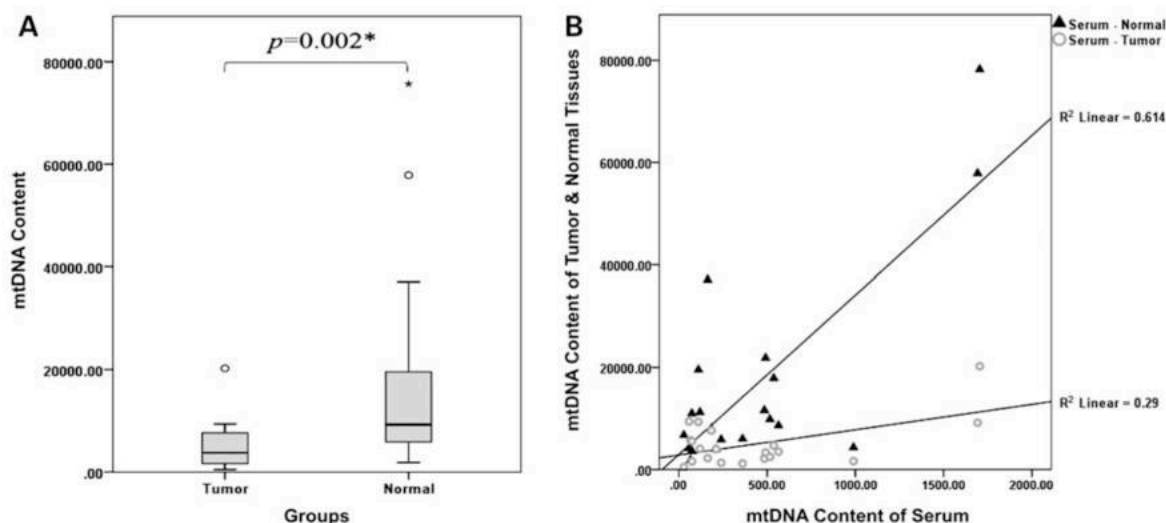 A
p=0.002*
mtDNA Content
80000.00
60000.00
40000.00
20000.00
.00
*
Tumor
Normal
Groups
B
Serum - Normal
Serum - Tumor
mtDNA Content of Tumor & Normal Tissues
80000.00
60000.00
40000.00
20000.00
.00
R² Linear = 0.614
R² Linear = 0.29
.00
500.00
1000.00
1500.00
2000.00
mtDNA Content of Serum